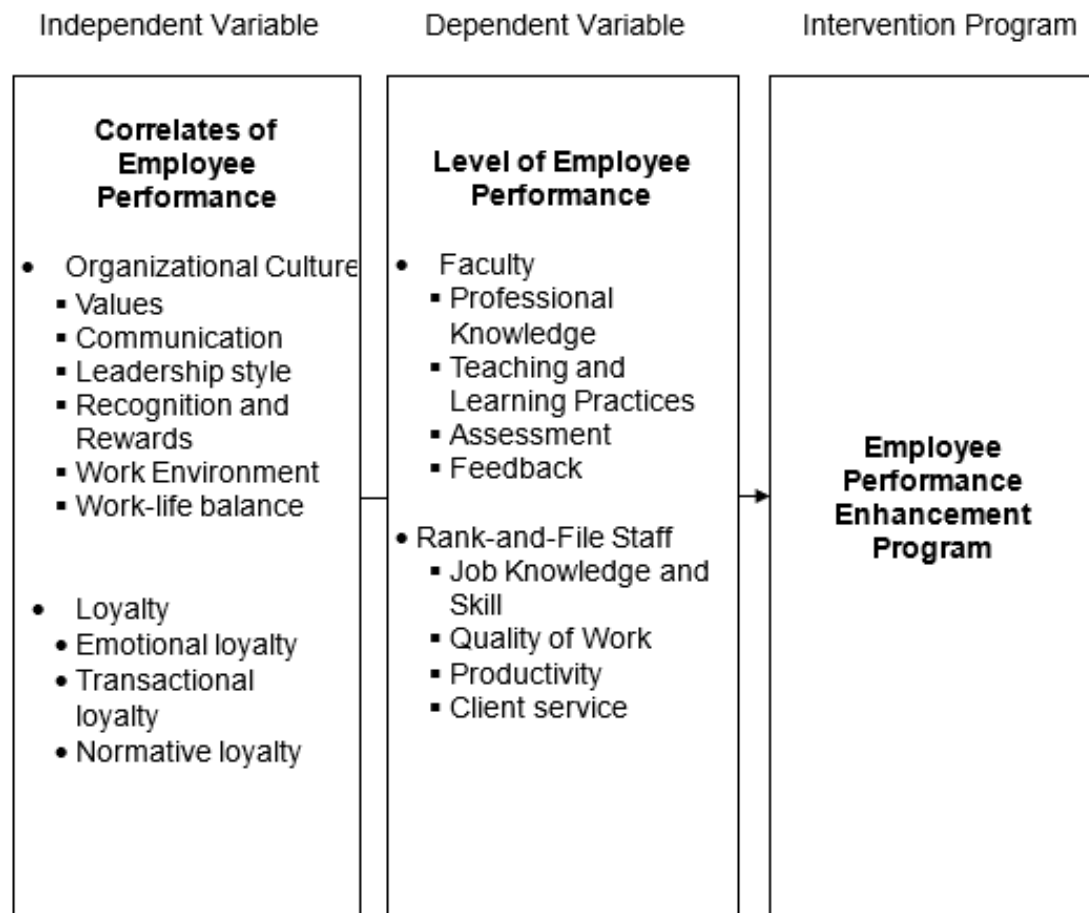 Independent Variable
Dependent Variable
Intervention Program
Correlates of
Employee
Performance
• Organizational Culture
▪ Values
▪ Communication
▪ Leadership style
▪ Recognition and
Rewards
▪ Work Environment
▪ Work-life balance
• Loyalty
• Emotional loyalty
• Transactional
loyalty
• Normative loyalty
Level of Employee
Performance
• Faculty
▪ Professional
Knowledge
▪ Teaching and
Learning Practices
▪ Assessment
▪ Feedback
• Rank-and-File Staff
▪ Job Knowledge and
Skill
▪ Quality of Work
▪ Productivity
▪ Client service
Employee
Performance
Enhancement
Program